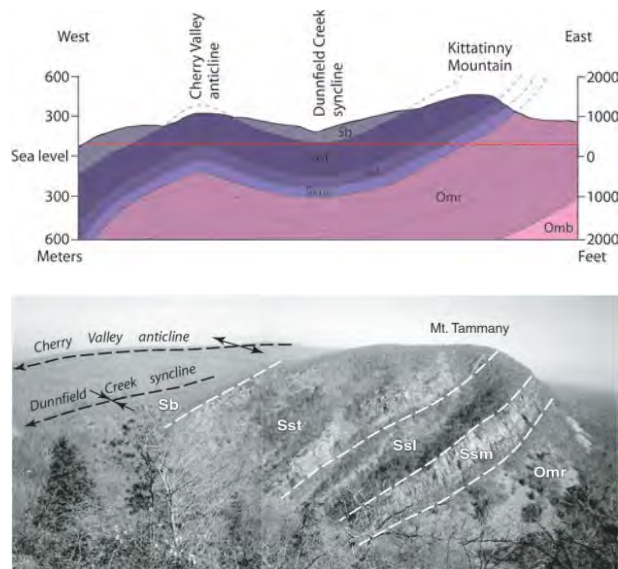 West
Cherry Valley
anticline
Dunnfield Creek
syncline
Kittatinny
Mountain
East
600
2000
300
1000
Sb
Sea level
0
300
1000
Omr
Omb
600
2000
Meters
Feet
Mt. Tammany
Cherry Valley anticline
Dunnfield Creek syncline
Sb
Sst
Ssl
Ssm
Omr